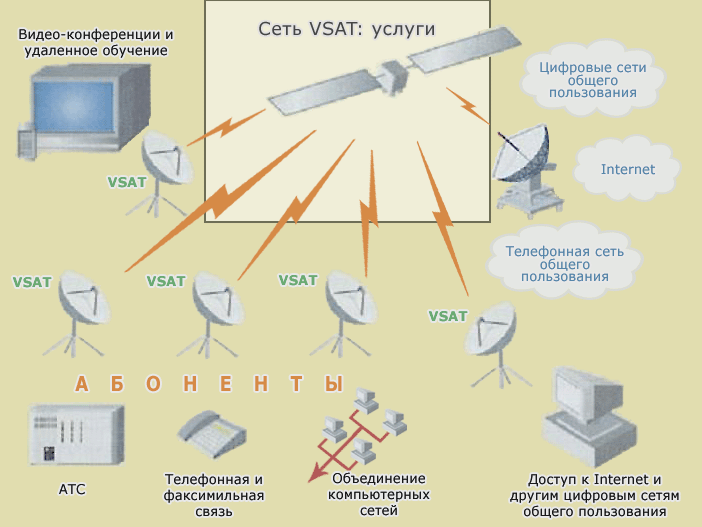 Сеть VSAT: услуги
Видео-конференции и
удаленное обучение
Цифровые сети
общего
пользования
Internet
VSAT
Телефонная сеть
общего
пользования
VSAT
VSAT
VSAT
VSAT
АБОНЕНТЫ
АТС
Телефонная и
факсимильная
связь
Объединение
компьютерных
сетей
Доступ к Internet и
другим цифровым сетям
общего пользования